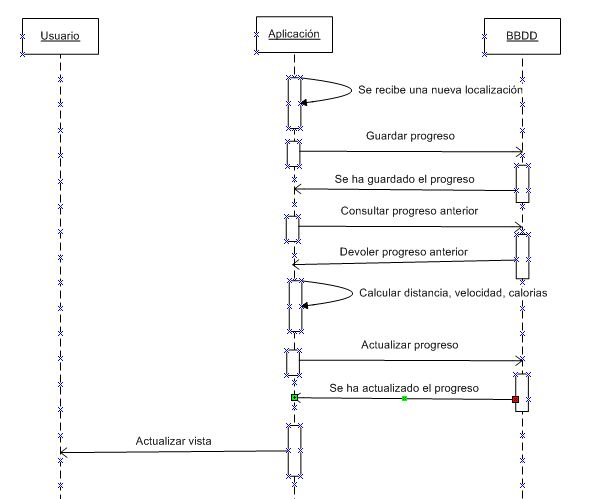 Usuario
Aplicación
BBDD
Se recibe una nueva localización
Guardar progreso
Se ha guardado el progreso
Consultar progreso anterior
Devoler progreso anterior
Calcular distancia, velocidad, calorias
Actualizar progreso
Se ha actualizado el progreso
Actualizar vista